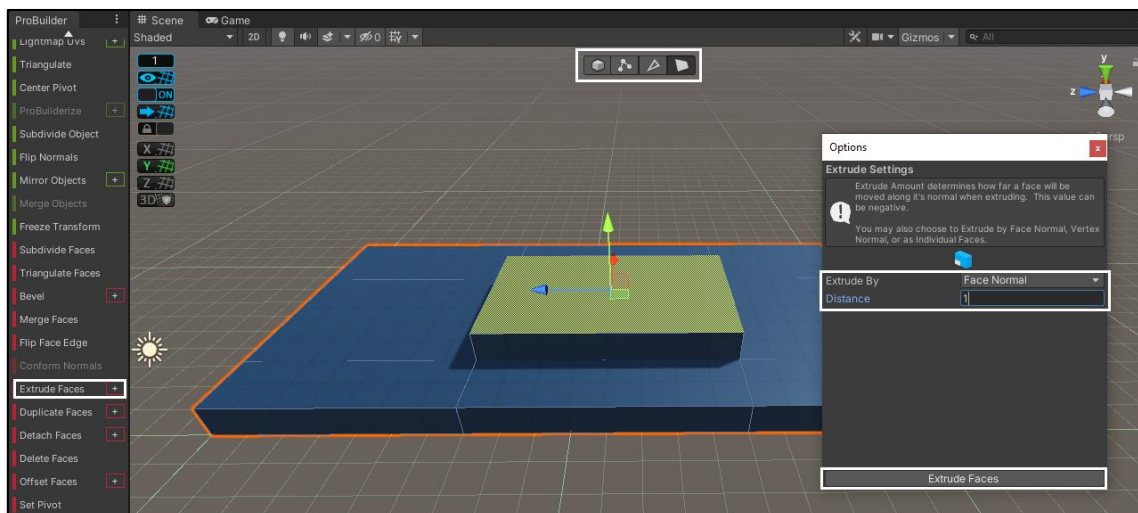 ProBuilder
Lightmap UVs +
Triangulate
Center Pivot
ProBuilderize +
Subdivide Object
Flip Normals
Mirror Objects +
Merge Objects
Freeze Transform
Subdivide Faces
Triangulate Faces
Bevel +
Merge Faces
Flip Face Edge
Conform Normals
Extrude Faces +
Duplicate Faces +
Detach Faces +
Delete Faces
Offset Faces +
Set Pivot
Scene Game
Shaded 2D 0 Gizmos All
1
ON
X
Y
Z
3D
y
z
Options x
Extrude Settings
Extrude Amount determines how far a face will be
moved along it's normal when extruding. This value can
be negative.
You may also choose to Extrude by Face Normal, Vertex
Normal, or as Individual Faces.
Extrude By Face Normal
Distance 1
Extrude Faces